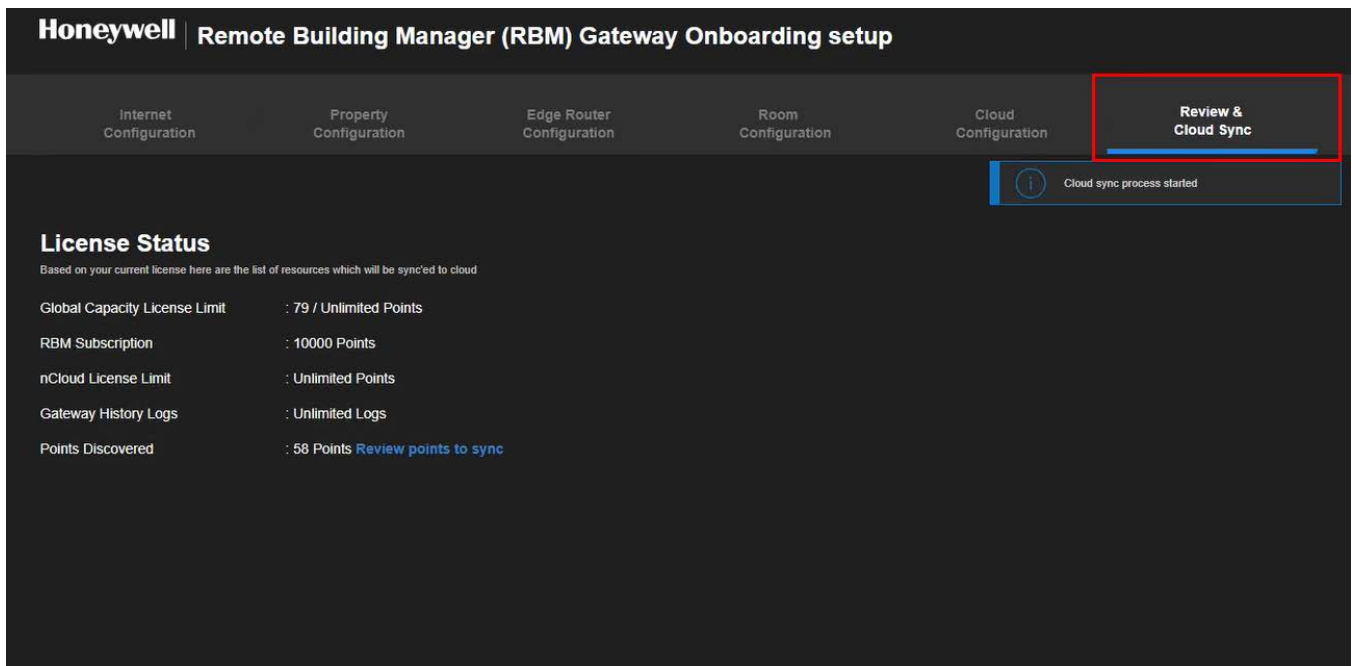 Honeywell | Remote Building Manager (RBM) Gateway Onboarding setup
Internet Configuration
Property Configuration
Edge Router Configuration
Room Configuration
Cloud Configuration
Review & Cloud Sync
Cloud sync process started
License Status
Based on your current license here are the list of resources which will be sync'ed to cloud
Global Capacity License Limit : 79 / Unlimited Points
RBM Subscription : 10000 Points
nCloud License Limit : Unlimited Points
Gateway History Logs : Unlimited Logs
Points Discovered : 58 Points Review points to sync